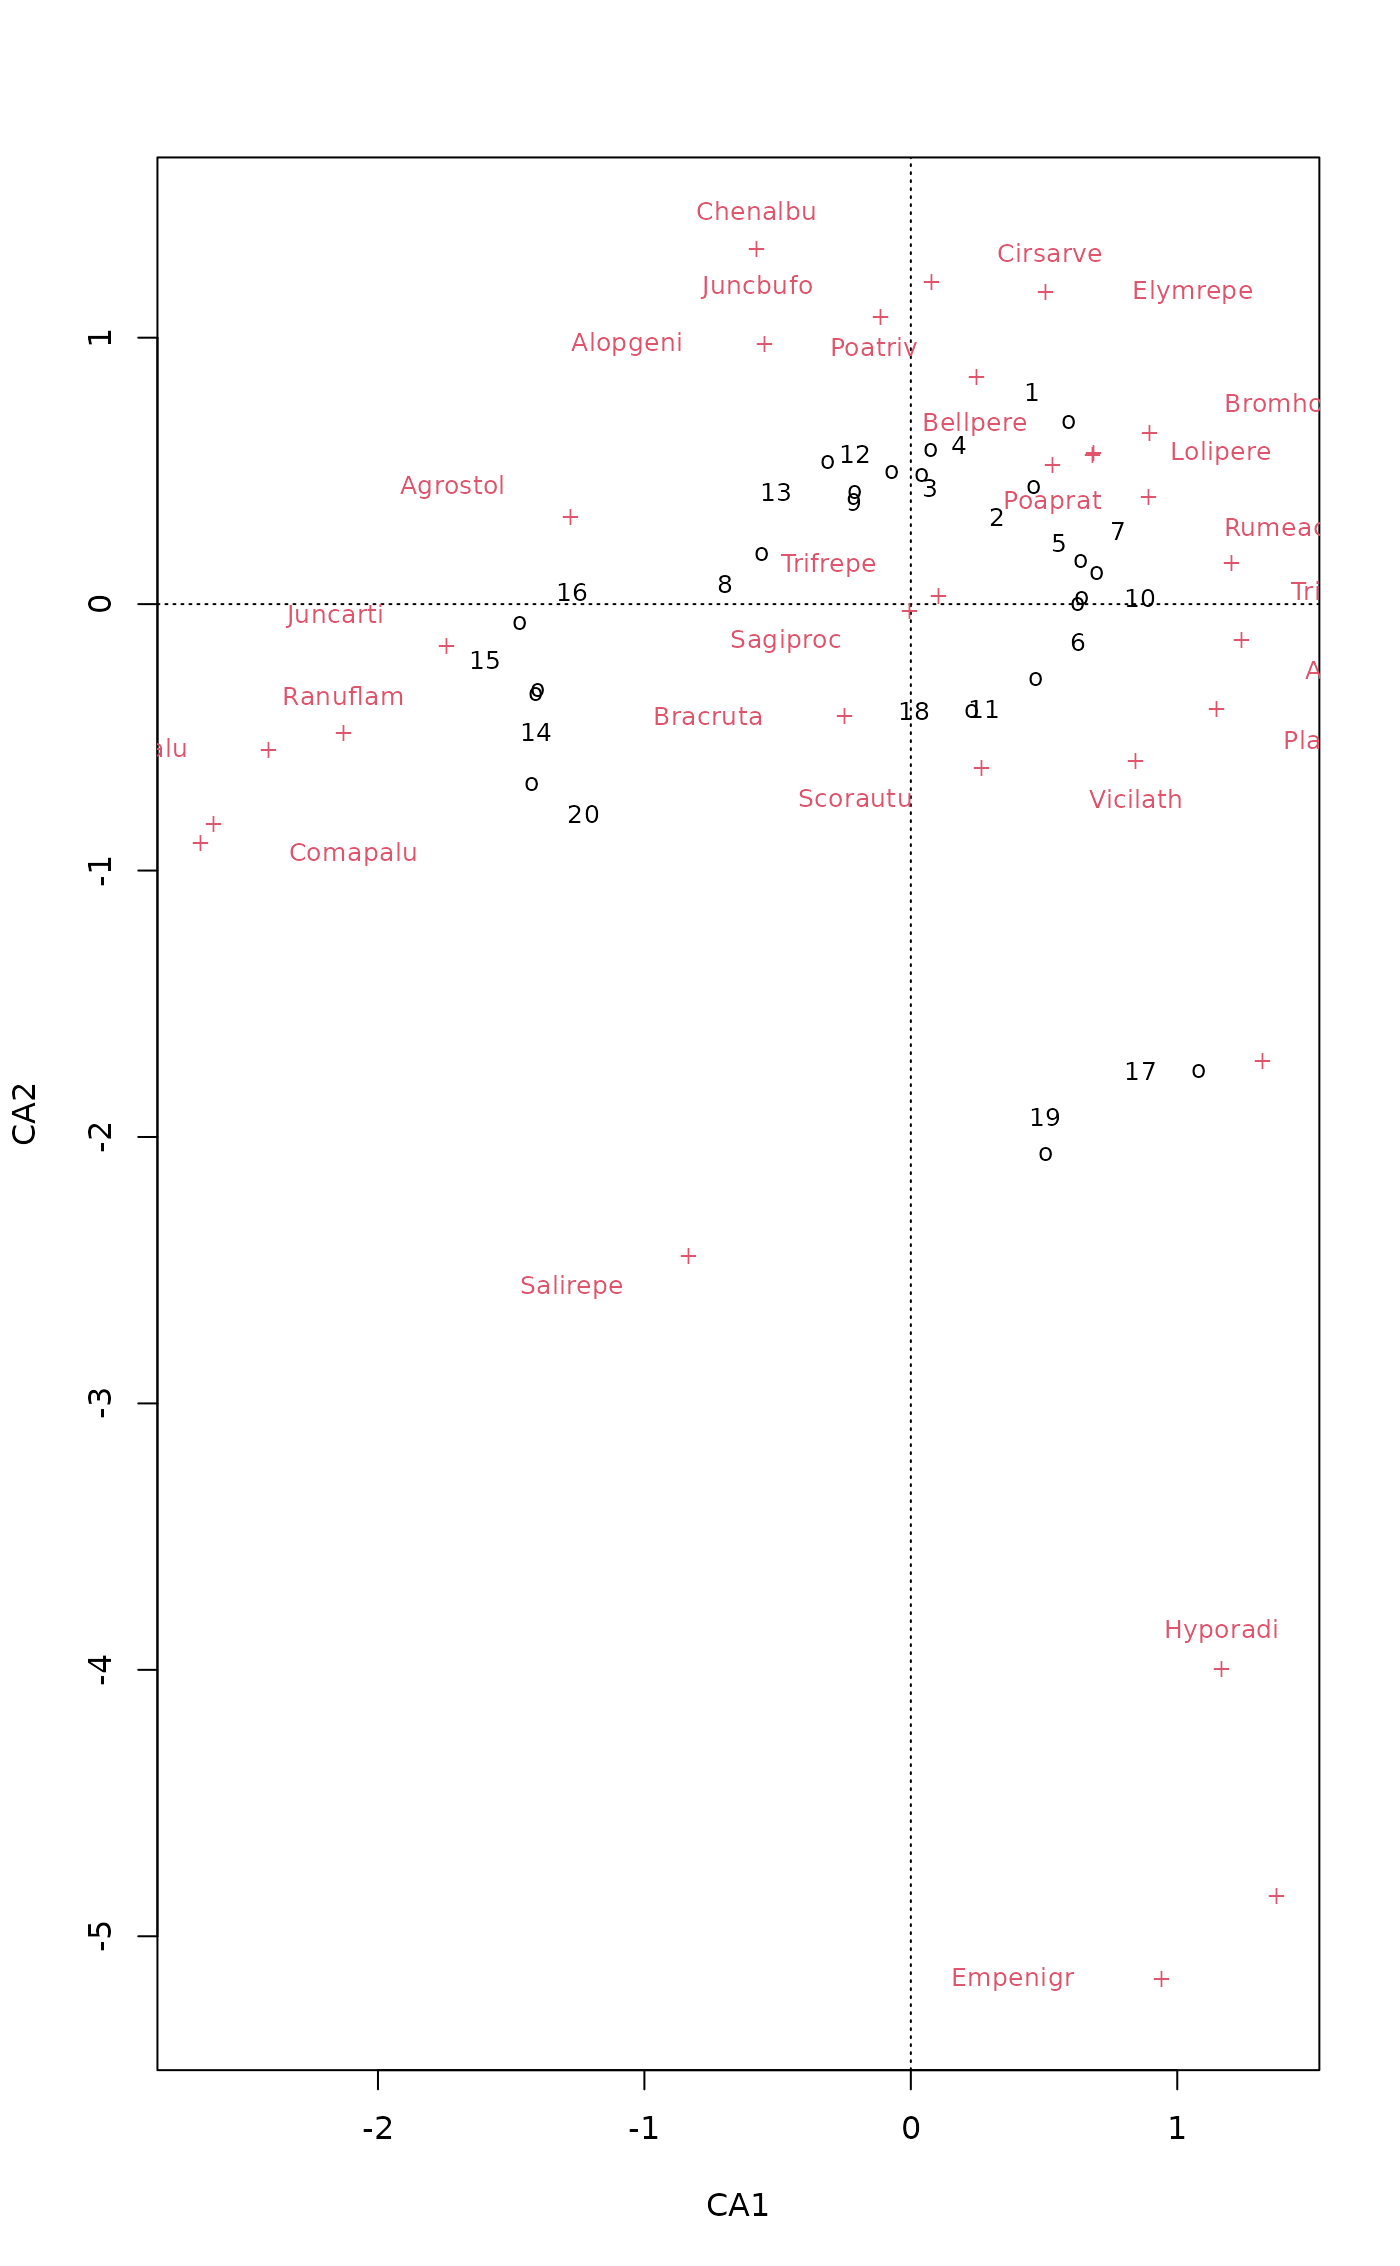 Chenalbu
Cirsarve
Juncbufo
Elymrepe
Alopgeni
Poatriv
1
Bromho
Bellpere
4
12
Lolipere
Agrostol
13
9
3
Poaprat
2
Rumeac
7
5
Trifrepe
8
16
10
Tri
Juncarti
Sagiproc
6
15
A
Ranuflam
Bracruta
18
11
14
alu
Pla
Scorautu
Vicilath
20
Comapalu
17
19
Salirepe
Hyporadi
Empenigr
1
0
-1
-2
-3
-4
-5
CA2
-2
-1
0
1
CA1